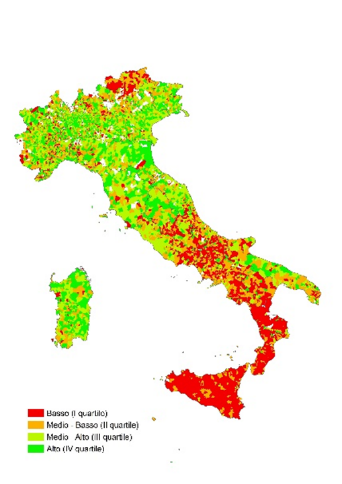 Basso (I quartile)
Medio - Basso (II quartile)
Medio - Alto (III quartile)
Alto (IV quartile)